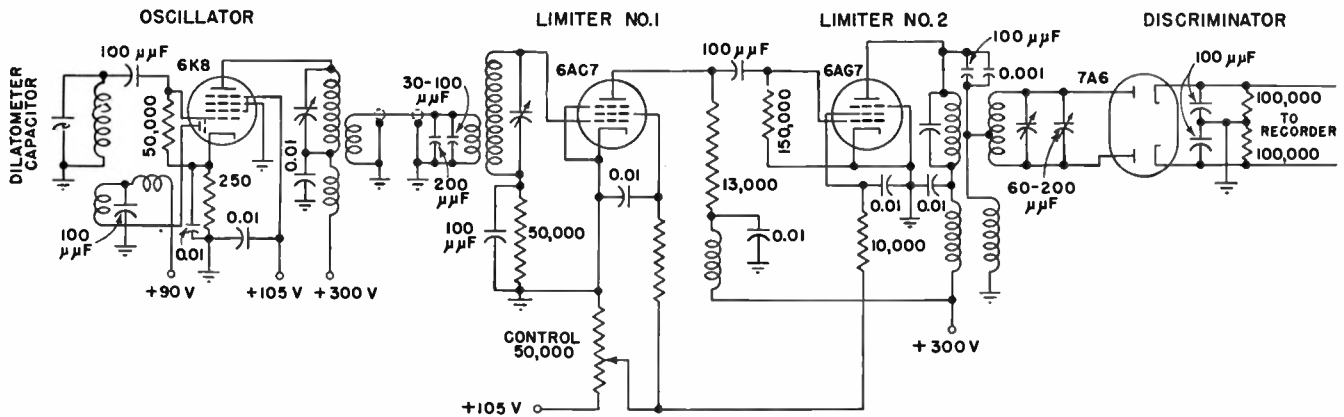 OSCILLATOR
LIMITER NO.1
LIMITER NO.2
DISCRIMINATOR
100 μμF
6K8
30-100
μμF
6AC7
100 μμF
6AG7
100 μμF
0.001
7A6
100 μμF
DILATOMETER
CAPACITOR
50,000
0.01
150,000
100,000
TO
RECORDER
100,000
250
200
μμF
0.01
13,000
0.01
0.01
60-200
μμF
100
μμF
0.01
0.01
100
μμF
50,000
0.01
10,000
+90 V
+105 V
+300 V
CONTROL
50,000
+300 V
+105 V